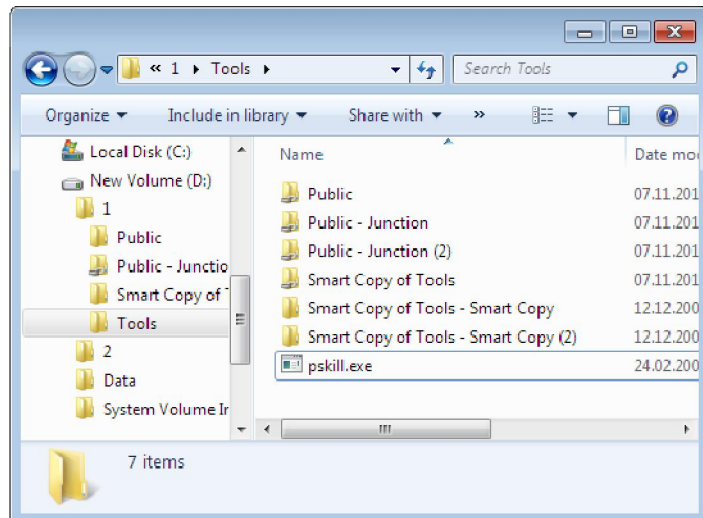 « 1 Tools
Search Tools
Organize Include in library Share with »
Local Disk (C:)
New Volume (D:)
1
Public
Public - Junctio
Smart Copy of
Tools
2
Data
System Volume Ir
Name Date mo
Public 07.11.201
Public - Junction 07.11.201
Public - Junction (2) 07.11.201
Smart Copy of Tools 07.11.201
Smart Copy of Tools - Smart Copy 12.12.200
Smart Copy of Tools - Smart Copy (2) 12.12.200
pskill.exe 24.02.200
7 items